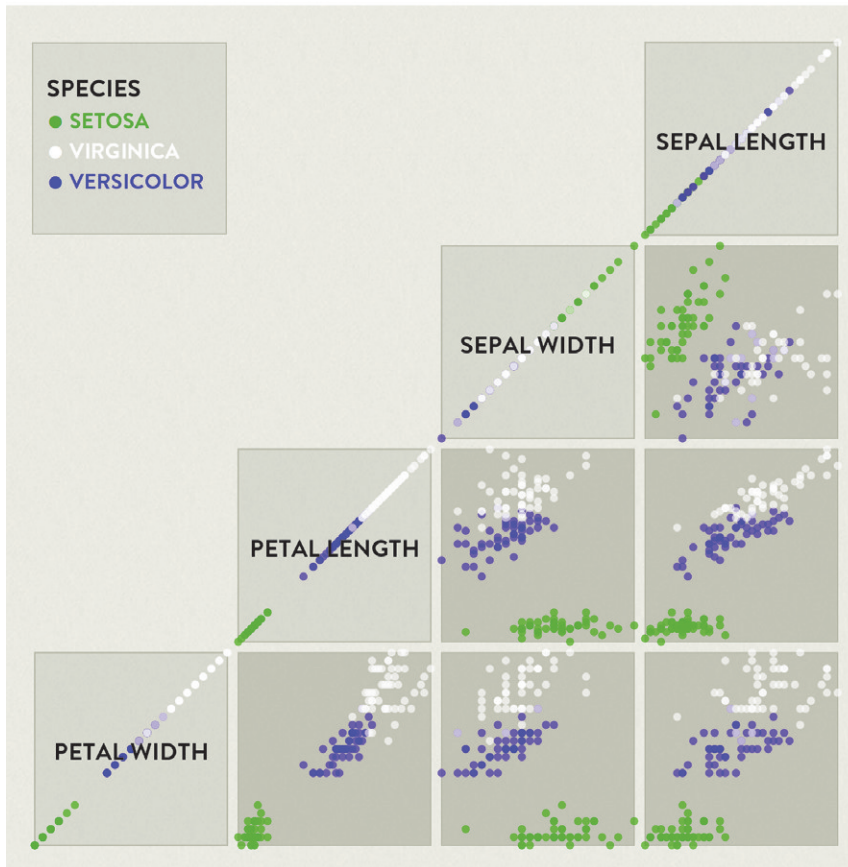 SPECIES
SETOSA
VIRGINICA
VERSICOLOR
SEPAL LENGTH
SEPAL WIDTH
PETAL LENGTH
PETAL WIDTH